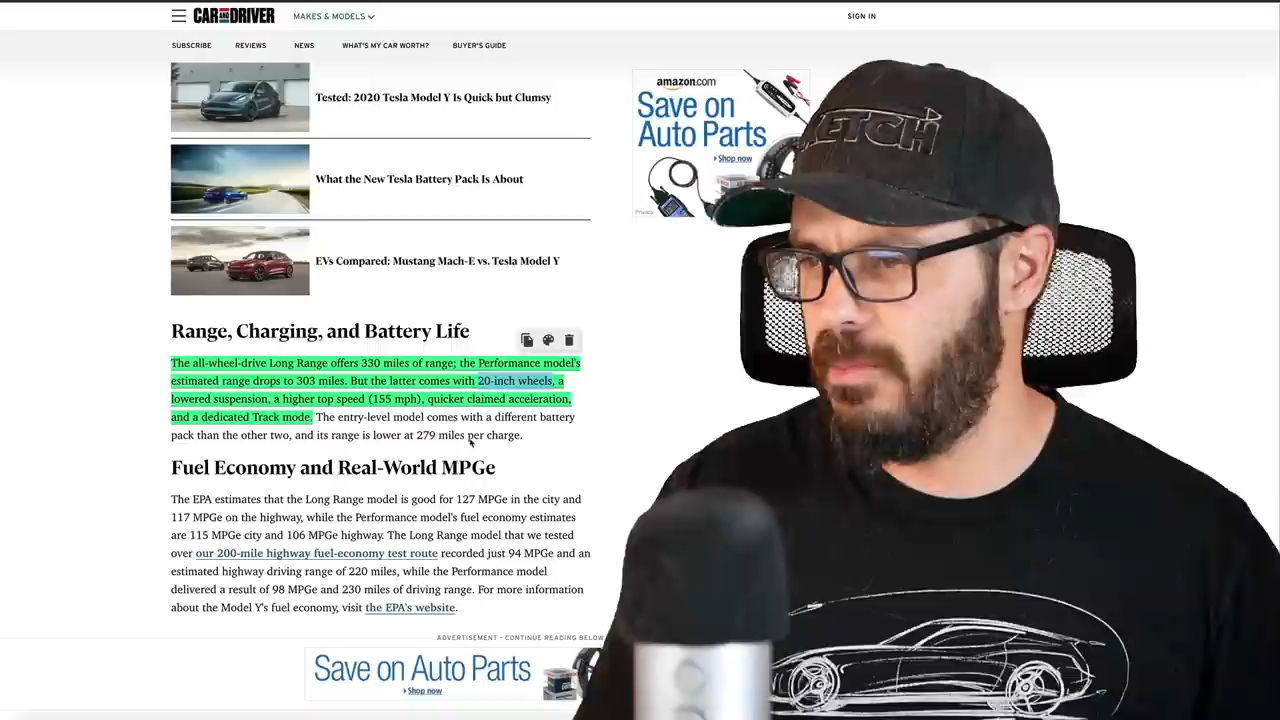 CAR AND DRIVER
MAKES & MODELS
SIGN IN
SUBSCRIBE
REVIEWS
NEWS
WHAT'S MY CAR WORTH?
BUYER'S GUIDE
Tested: 2020 Tesla Model Y Is Quick but Clumsy
What the New Tesla Battery Pack Is About
EVs Compared: Mustang Mach-E vs. Tesla Model Y
amazon.com
Save on
Auto Parts
Shop now
Privacy
ETCH
Range, Charging, and Battery Life
The all-wheel-drive Long Range offers 330 miles of range; the Performance model's
estimated range drops to 303 miles. But the latter comes with 20-inch wheels, a
lowered suspension, a higher top speed (155 mph), quicker claimed acceleration,
and a dedicated Track mode. The entry-level model comes with a different battery
pack than the other two, and its range is lower at 279 miles per charge.
Fuel Economy and Real-World MPGe
The EPA estimates that the Long Range model is good for 127 MPGe in the city and
117 MPGe on the highway, while the Performance model's fuel economy estimates
are 115 MPGe city and 106 MPGe highway. The Long Range model that we tested
over our 200-mile highway fuel-economy test route recorded just 94 MPGe and an
estimated highway driving range of 220 miles, while the Performance model
delivered a result of 98 MPGe and 230 miles of driving range. For more information
about the Model Y's fuel economy, visit the EPA's website.
ADVERTISEMENT - CONTINUE READING BELOW
Save on Auto Parts
Shop now